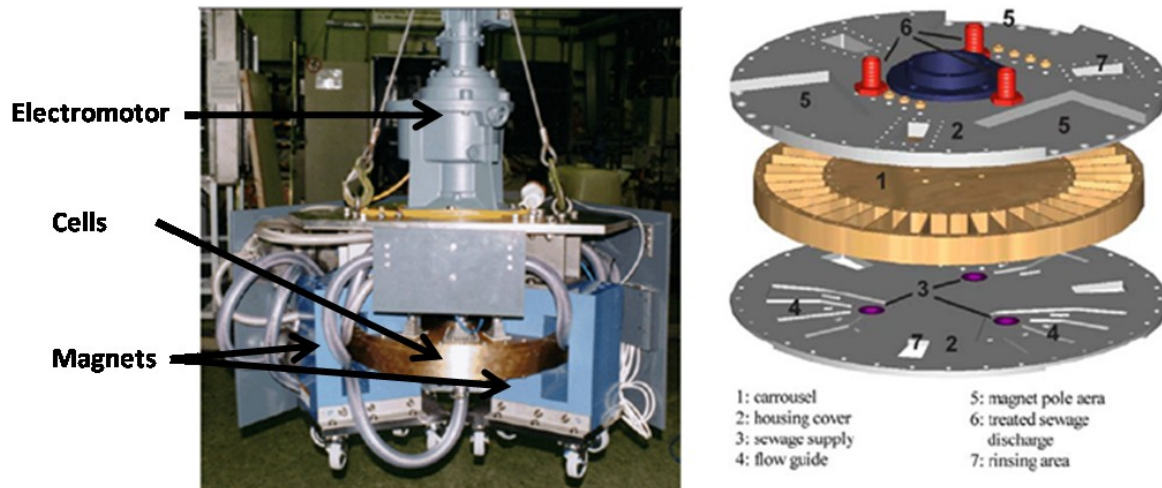 Electromotor
Cells
Magnets
5
6
7
5
2
5
1
3
4
4
7
2
1: carrousel
2: housing cover
3: sewage supply
4: flow guide
5: magnet pole aera
6: treated sewage
discharge
7: rinsing area